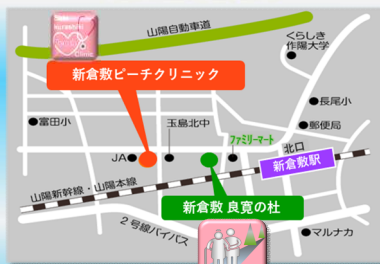 山陽自動車道
Clinic
くらしき
作陽大学
新倉敷ピーチクリニック
長尾小
富田小
玉島北中
ファミリーマート
郵便局
北口
JA
新倉敷駅
山陽新幹線・山陽本線
新倉敷 良寛の杜
2号線バイパス
マルナカ